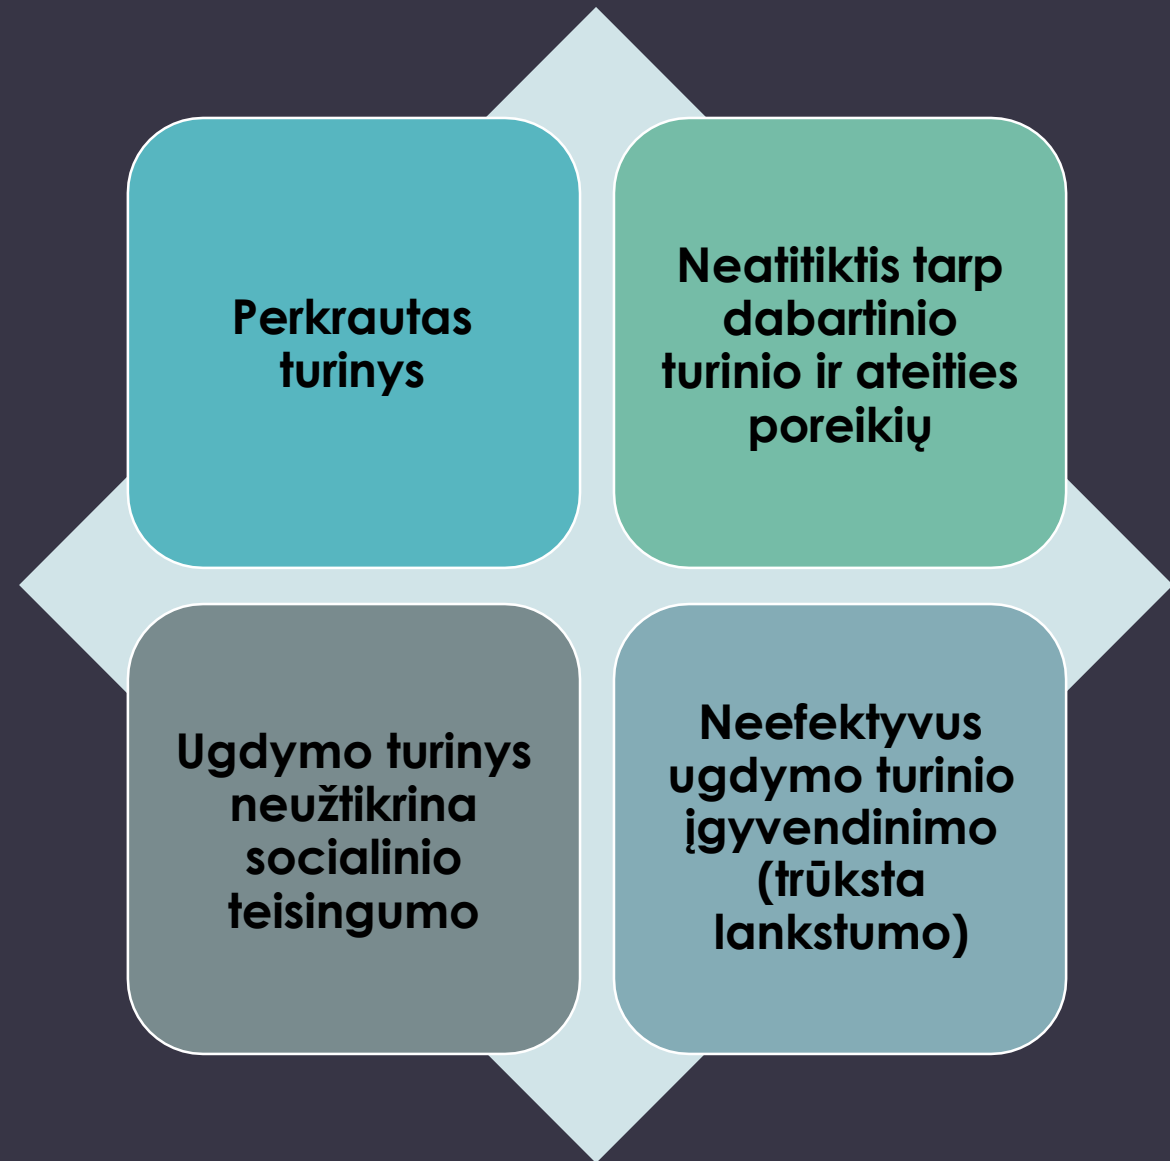 Perkrautas
turinys
Neatitiktis tarp
dabartinio
turinio ir ateities
poreikių
Ugdymo turinys
neužtikrina
socialinio
teisingumo
Neefektyvus
ugdymo turinio
įgyvendinimo
(trūksta
lankstumo)